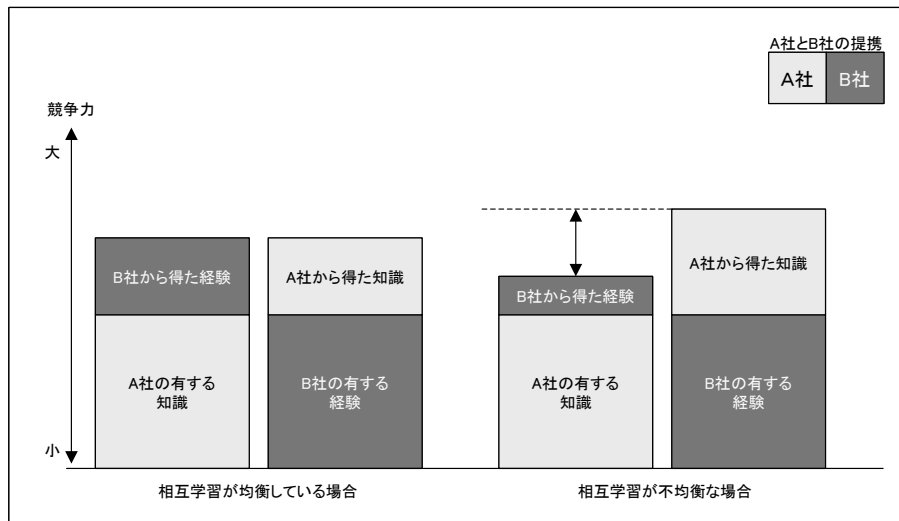 A社とB社の提携
A社
B社
競争力
大
小
B社から得た経験
A社の有する
知識
A社から得た知識
B社の有する
経験
B社から得た経験
A社の有する
知識
A社から得た知識
B社の有する
経験
相互学習が均衡している場合
相互学習が不均衡な場合